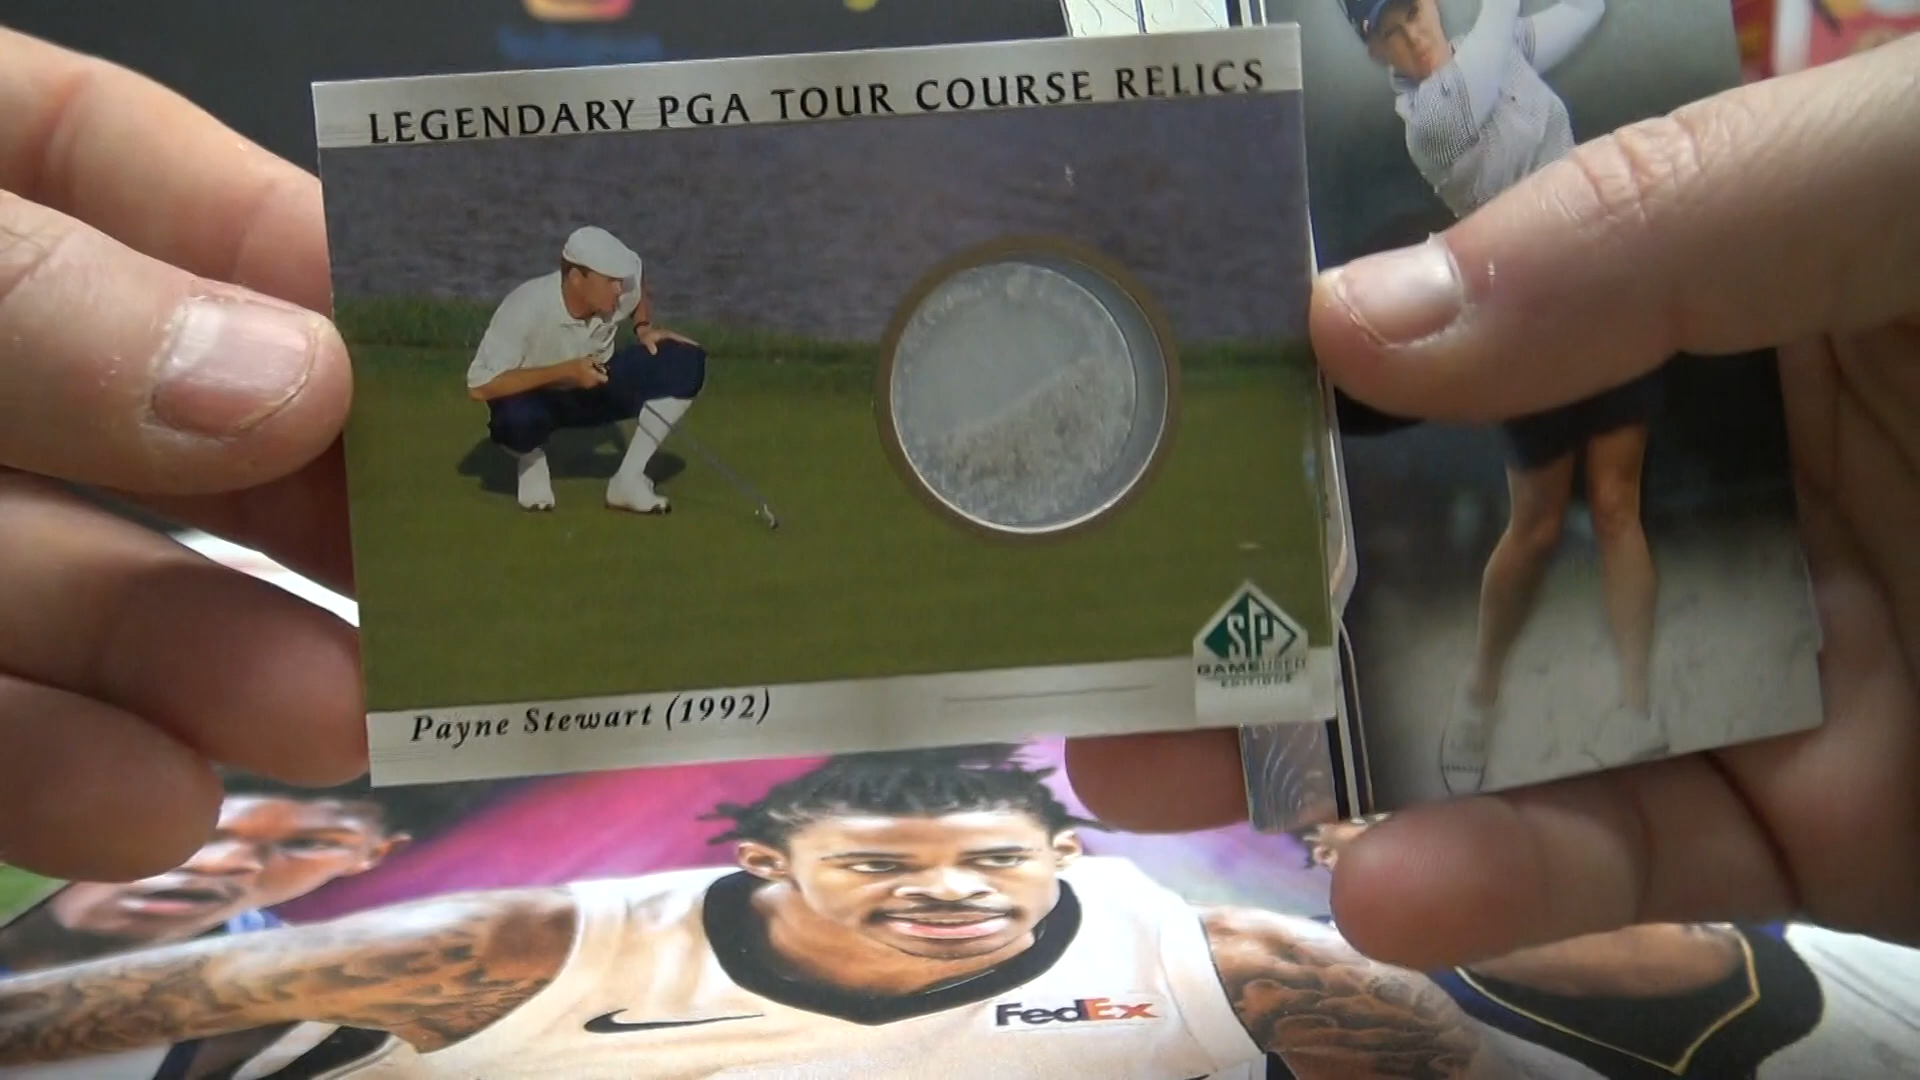 LEGENDARY PGA TOUR COURSE RELICS
SP
GAME USED
EDITION
Payne Stewart (1992)
FedEx